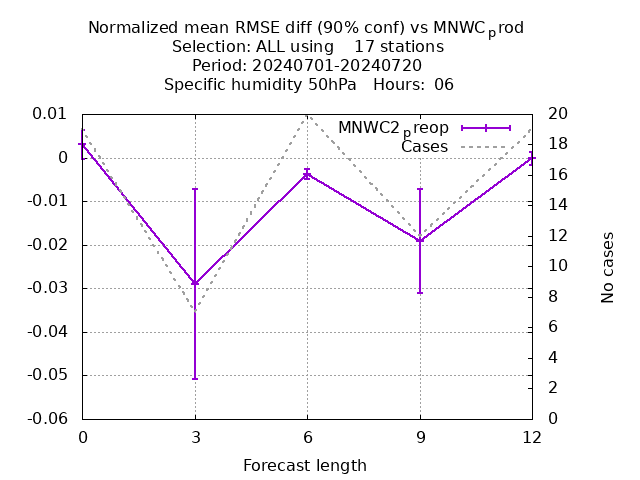 Normalized mean RMSE diff (90% conf) vs MNWC_prod
Selection: ALL using 17 stations
Period: 20240701-20240720
Specific humidity 50hPa Hours: 06
0.01
0
-0.01
-0.02
-0.03
-0.04
-0.05
-0.06
MNWC2_preop
Cases
20
18
16
14
12
10
8
6
4
2
0
No cases
0 3 6 9 12
Forecast length